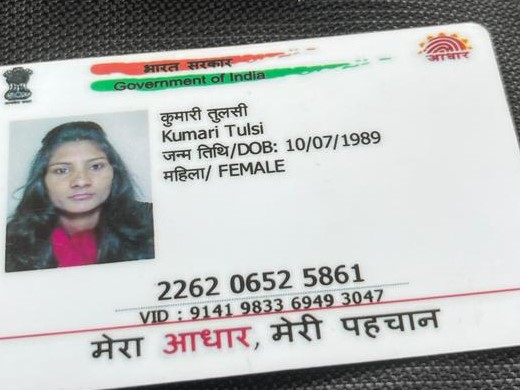 भारत सरकार
Government of India
आधार
कुमारी तुलसी
Kumari Tulsi
जन्म तिथि/DOB: 10/07/1989
महिला/ FEMALE
2262 0652 5861
VID : 9141 9833 6949 3047
मेरा आधार, मेरी पहचान